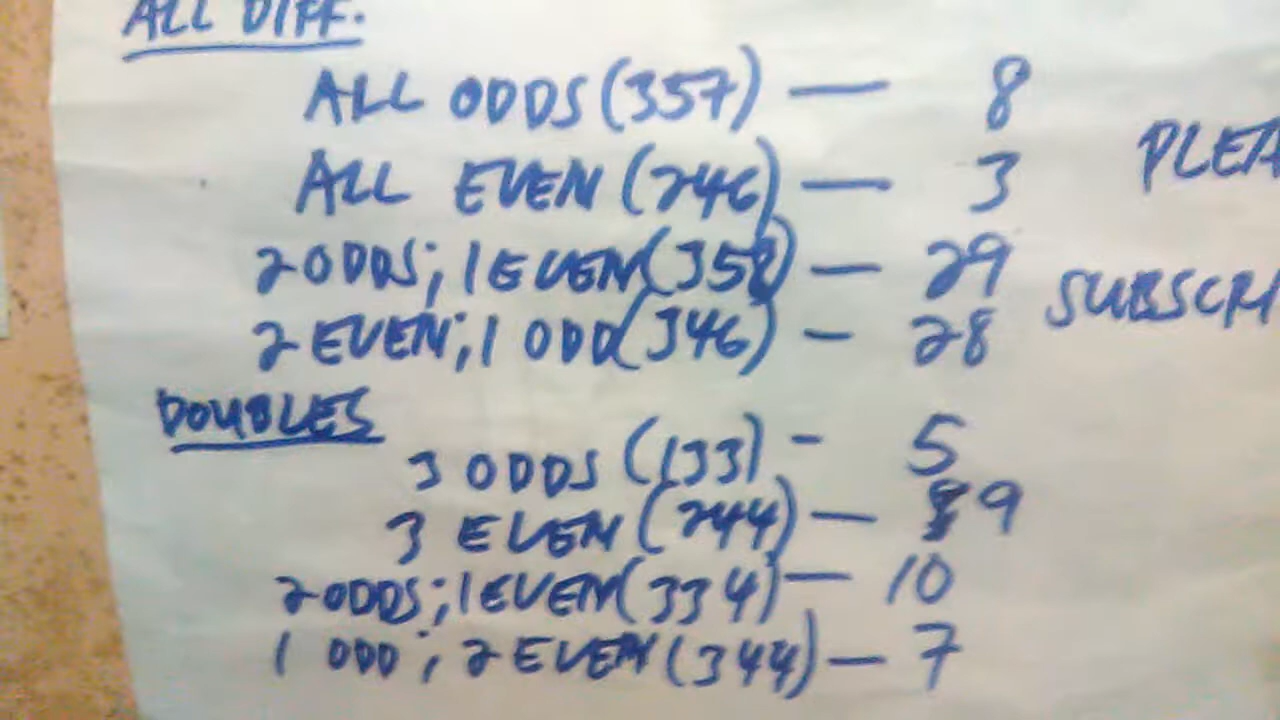 ALL DIFF.
ALL ODDS (357) — 8
ALL EVEN (246) — 3
2 ODDS; 1 EVEN (358) — 29
2 EVEN; 1 ODD (346) — 28
DOUBLES
3 ODDS (133) - 5
3 EVEN (244) — 9
2 ODDS; 1 EVEN (334) — 10
1 ODD; 2 EVEN (344) — 7
PLEA
SUBSCRI